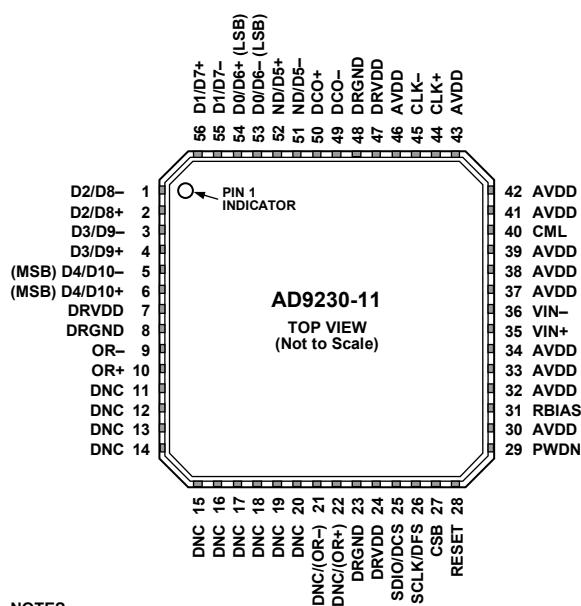 56 D1/D7+
55 D1/D7–
54 D0/D6+ (LSB)
53 D0/D6– (LSB)
52 ND/D5+
51 ND/D5–
50 DCO+
49 DCO–
48 DRGND
47 DRVDD
46 AVDD
45 CLK–
44 CLK+
43 AVDD
D2/D8– 1
D2/D8+ 2
D3/D9– 3
D3/D9+ 4
(MSB) D4/D10– 5
(MSB) D4/D10+ 6
DRVDD 7
DRGND 8
OR– 9
OR+ 10
DNC 11
DNC 12
DNC 13
DNC 14
PIN 1
INDICATOR
AD9230-11
TOP VIEW
(Not to Scale)
42 AVDD
41 AVDD
40 CML
39 AVDD
38 AVDD
37 AVDD
36 VIN–
35 VIN+
34 AVDD
33 AVDD
32 AVDD
31 RBIAS
30 AVDD
29 PWDN
DNC 15
DNC 16
DNC 17
DNC 18
DNC 19
DNC 20
DNC/(OR–) 21
DNC/(OR+) 22
DRGND 23
DRVDD 24
SDIO/DCS 25
SCLK/DFS 26
CSB 27
RESET 28